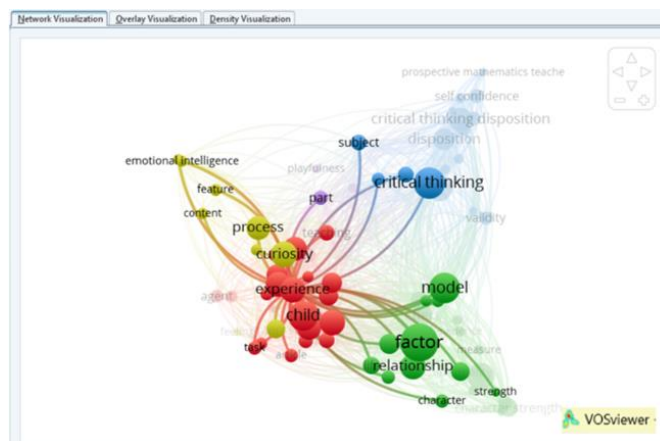 Network Visualization Overlay Visualization Density Visualization
prospective mathematics teache
self confidence
critical thinking disposition
disposition
subject
emotional intelligence
playfulness
critical thinking
feature
part
content
validity
process
teaching
curiosity
experience
model
agent
child
factor
task
article
measure
relationship
strength
character
character strength
VOSviewer